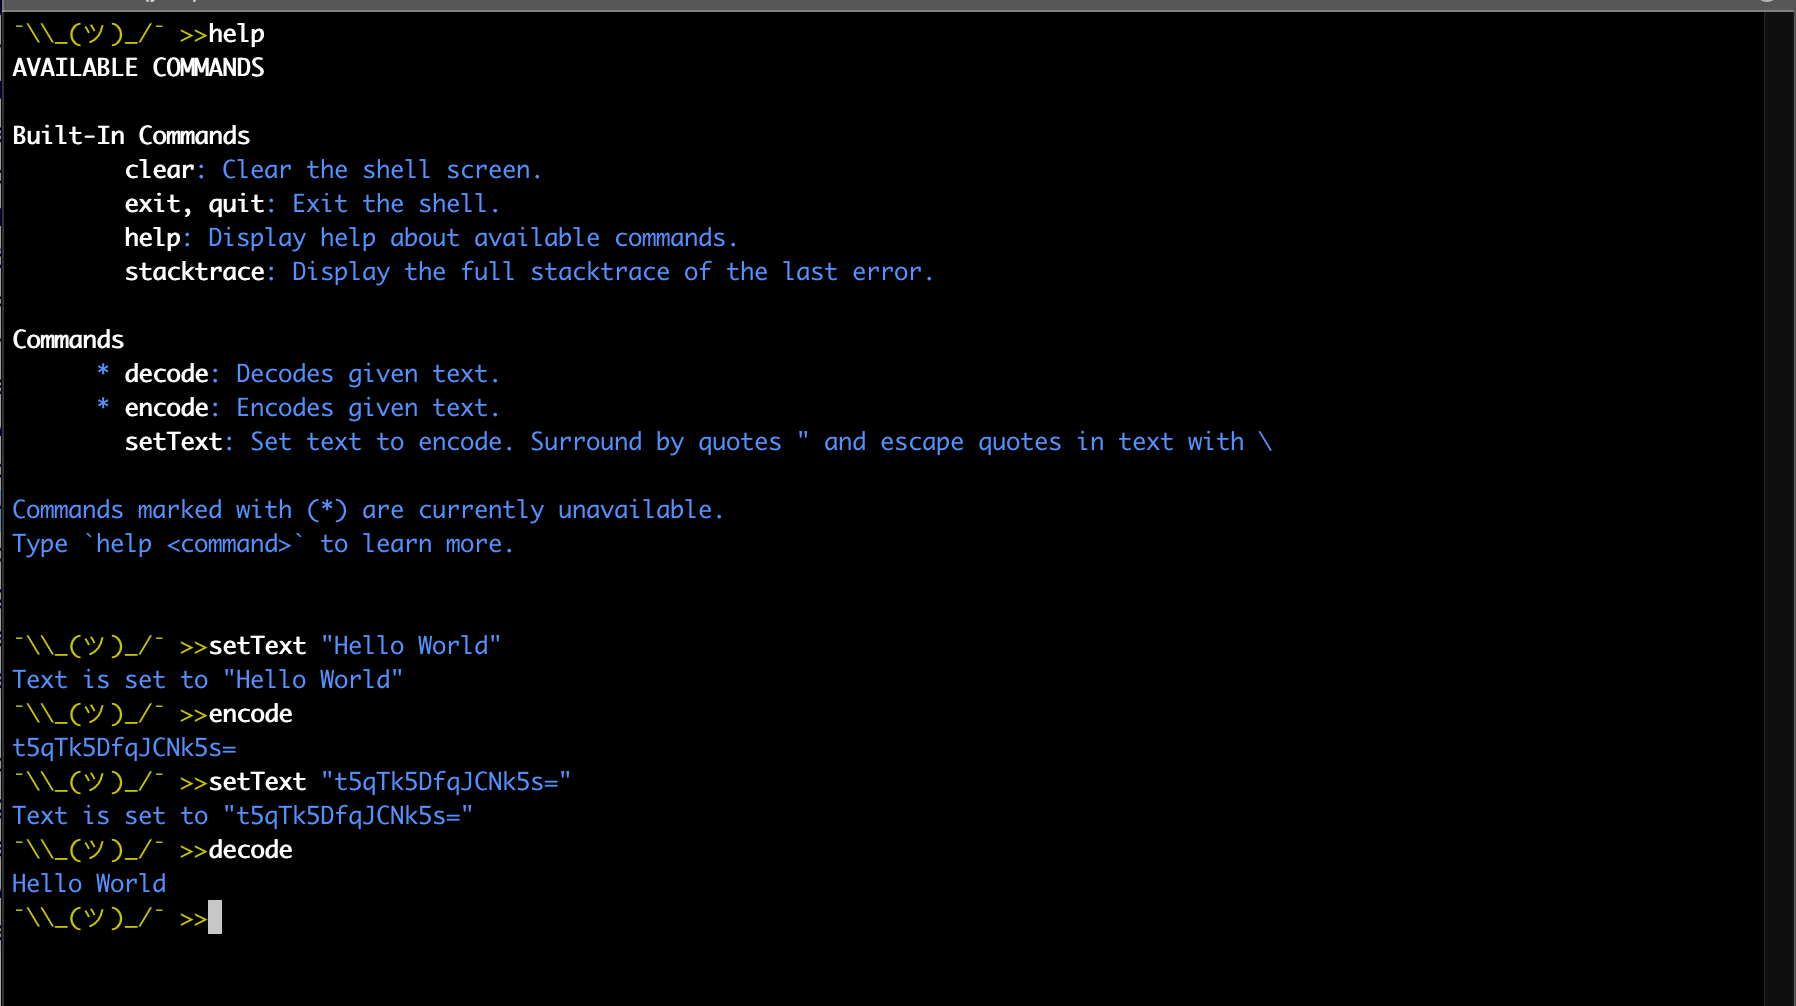 ¯\\_(ツ)_/¯ >>help
AVAILABLE COMMANDS
Built-In Commands
clear: Clear the shell screen.
exit, quit: Exit the shell.
help: Display help about available commands.
stacktrace: Display the full stacktrace of the last error.
Commands
* decode: Decodes given text.
* encode: Encodes given text.
setText: Set text to encode. Surround by quotes " and escape quotes in text with \
Commands marked with (*) are currently unavailable.
Type `help <command>` to learn more.
¯\\_(ツ)_/¯ >>setText "Hello World"
Text is set to "Hello World"
¯\\_(ツ)_/¯ >>encode
t5qTk5DfqJCNk5s=
¯\\_(ツ)_/¯ >>setText "t5qTk5DfqJCNk5s="
Text is set to "t5qTk5DfqJCNk5s="
¯\\_(ツ)_/¯ >>decode
Hello World
¯\\_(ツ)_/¯ >>